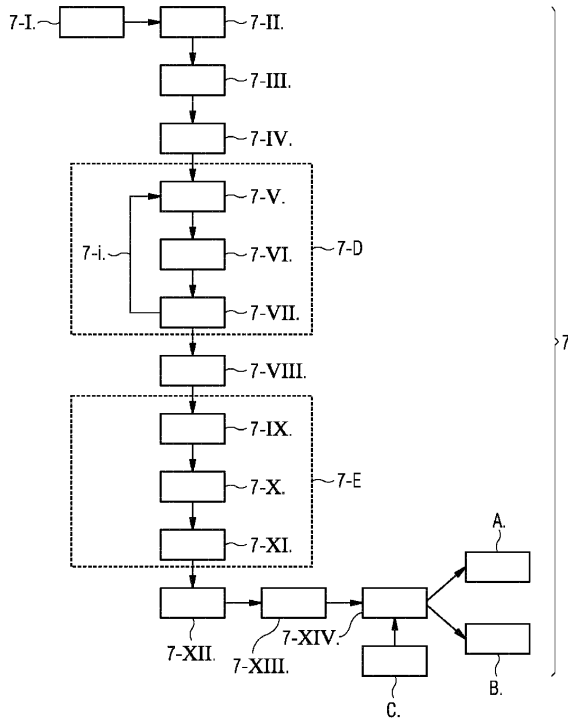 7-I.
7-II.
7-III.
7-IV.
7-V.
7-i.
7-VI.
7-D
7-VII.
7
7-VIII.
7-IX.
7-X.
7-E
7-XI.
A.
7-XII.
7-XIII.
7-XIV.
C.
B.